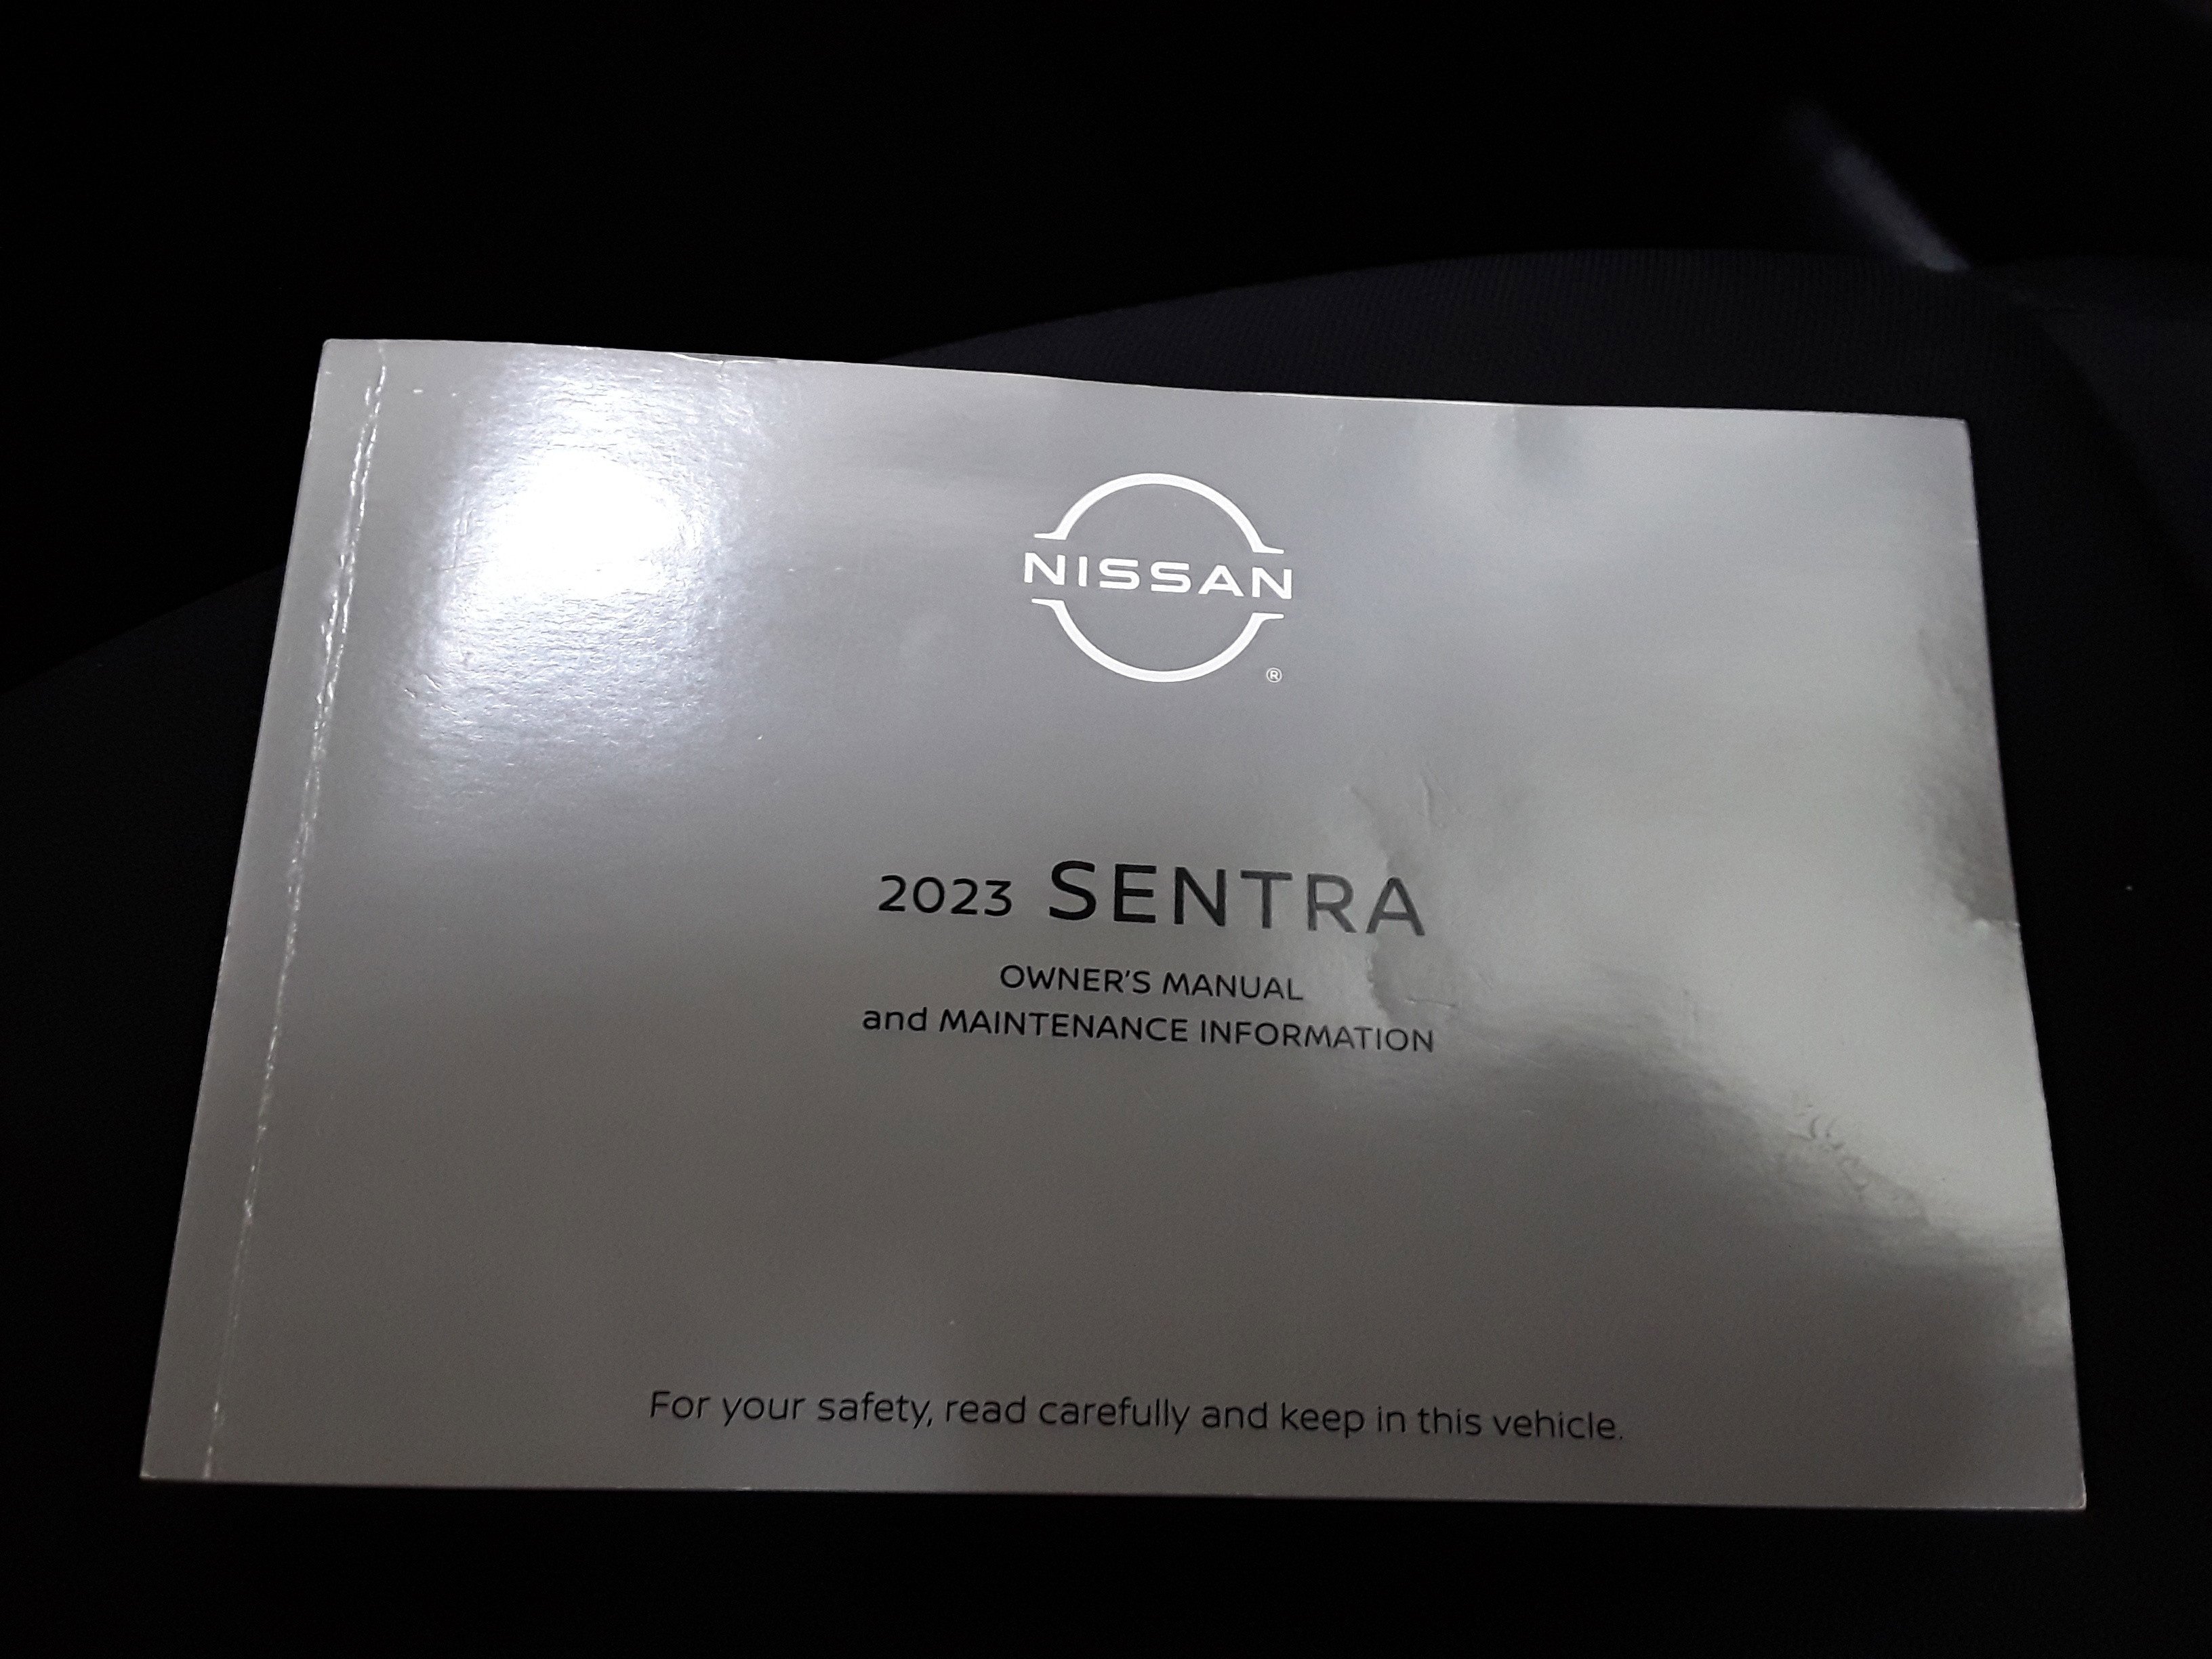 NISSAN
®
2023 SENTRA
OWNER'S MANUAL
and MAINTENANCE INFORMATION
For your safety, read carefully and keep in this vehicle.